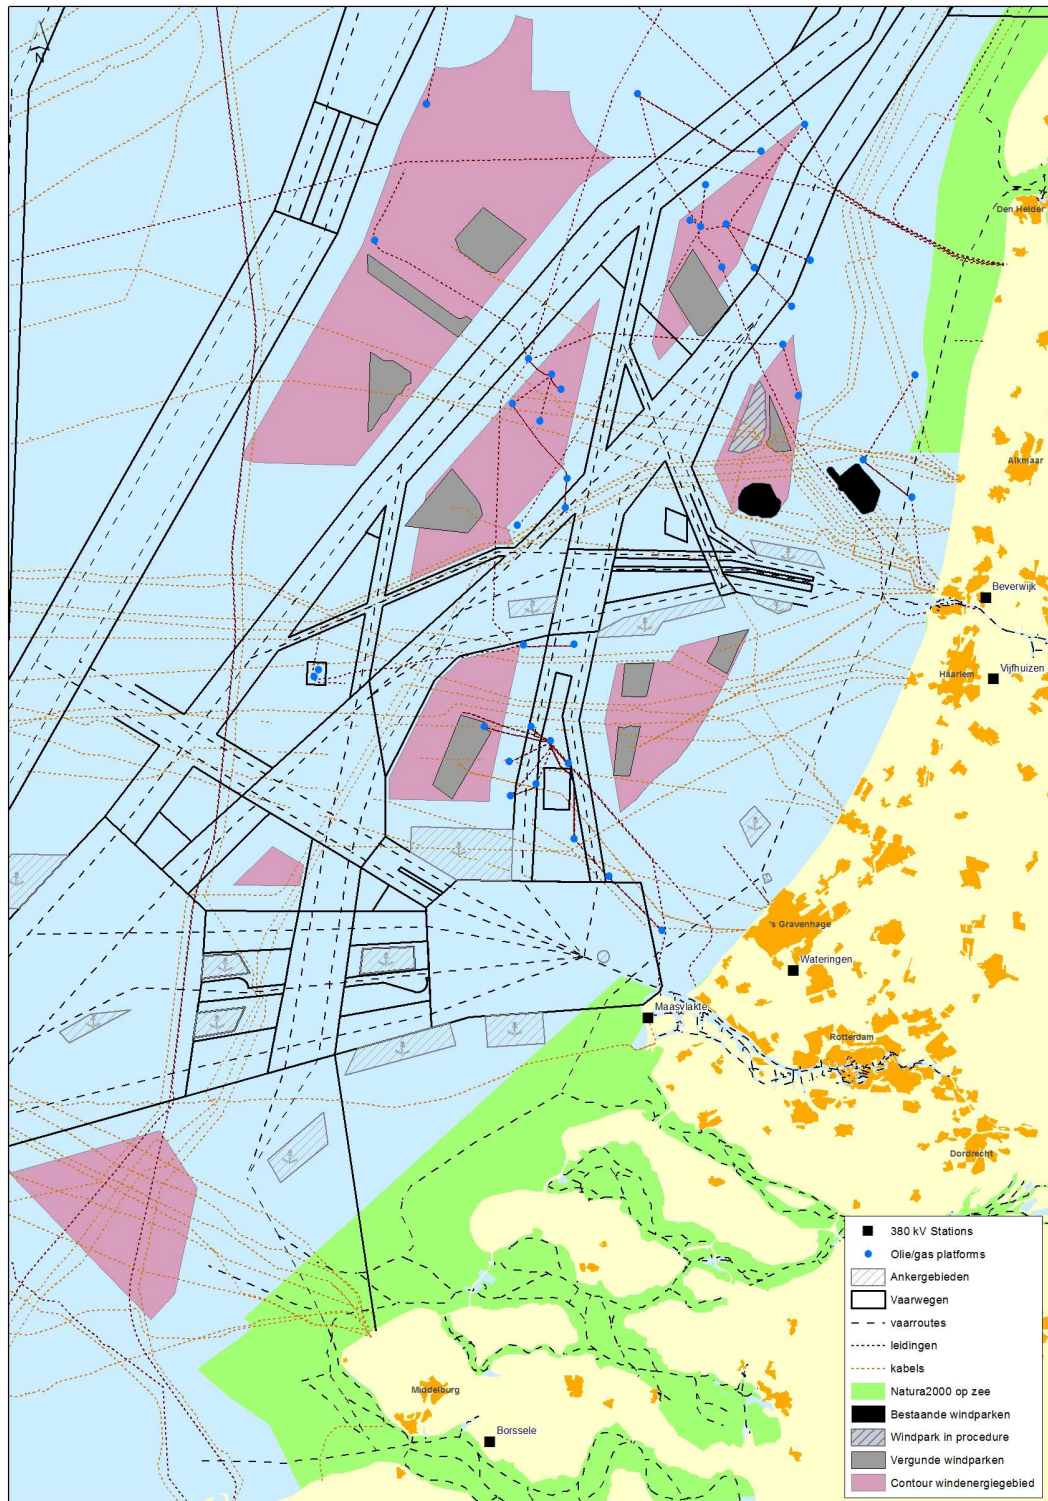 N
Den Helder
Alkmaar
Beverwijk
Vijfhuizen
Haarlem
's Gravenhage
Wateringen
Maasvlakte
Rotterdam
Dordrecht
Middelburg
Borssele
380 kV Stations
Olie/gas platforms
Ankergebieden
Vaarwegen
vaarroutes
leidingen
kabels
Natura2000 op zee
Bestaande windparken
Windpark in procedure
Vergunde windparken
Contour windenergiegebied